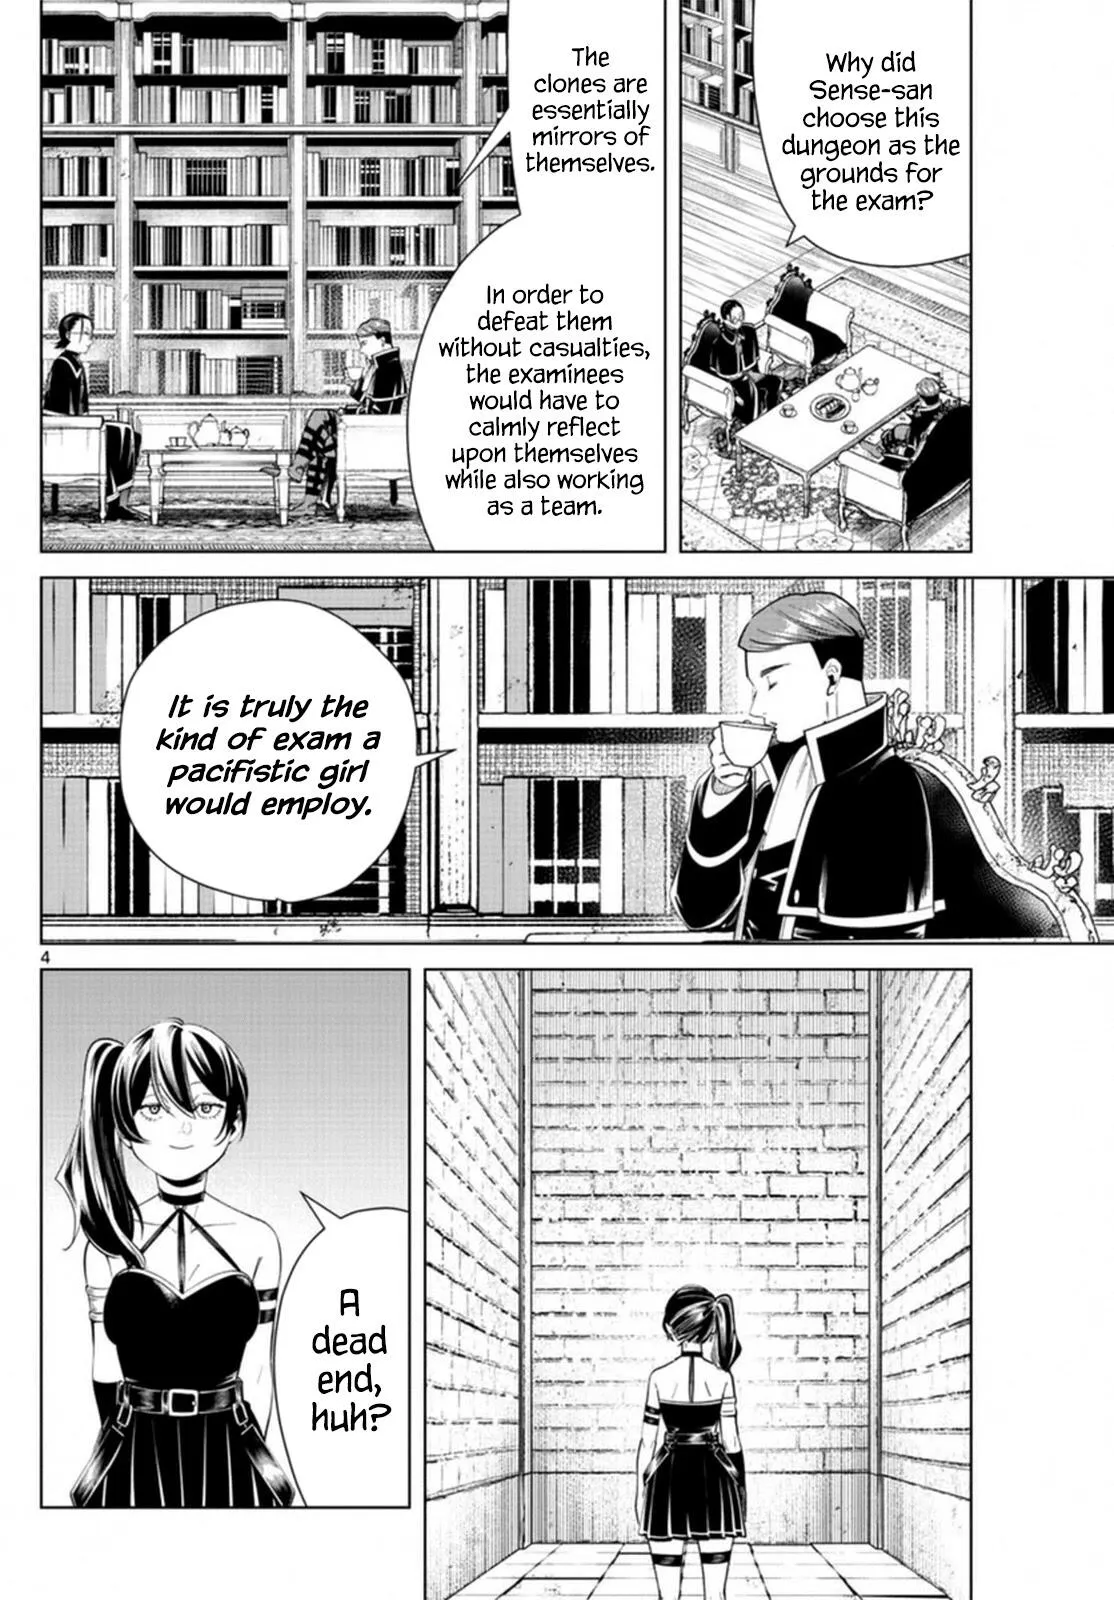 Why did
Sense-san
choose this
dungeon as the
grounds for
the exam?
The
clones are
essentially
mirrors of
themselves.
In order to
defeat them
without casualties,
the examinees
would have to
calmly reflect
upon themselves
while also working
as a team.
It is truly the
kind of exam a
pacifistic girl
would employ.
4
A
dead
end,
huh?